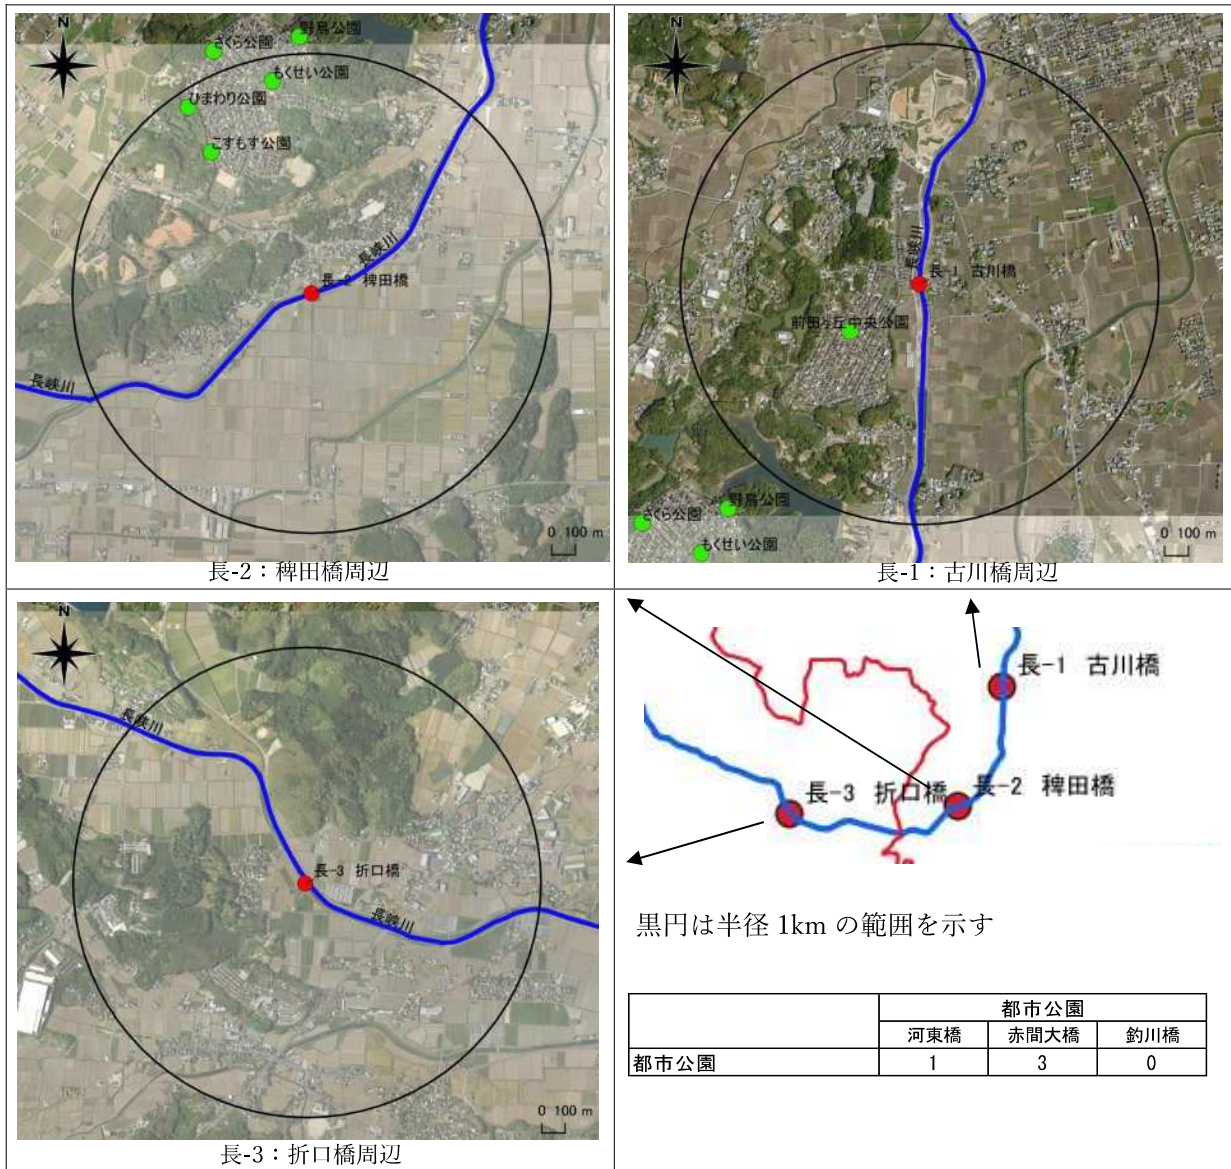 N
野鳥公園
さくら公園
もくせい公園
ひまわり公園
こすもす公園
長峡川
長-2 稗田橋
長峡川
0 100 m
長-2：稗田橋周辺
N
長峡川
長-1 古川橋
前田ヶ丘中央公園
野鳥公園
さくら公園
もくせい公園
0 100 m
長-1：古川橋周辺
N
長峡川
長-3 折口橋
長峡川
0 100 m
長-3：折口橋周辺
長-1 古川橋
長-3 折口橋
長-2 稗田橋
黒円は半径 1km の範囲を示す
都市公園
河東橋 赤間大橋 釣川橋
都市公園 1 3 0